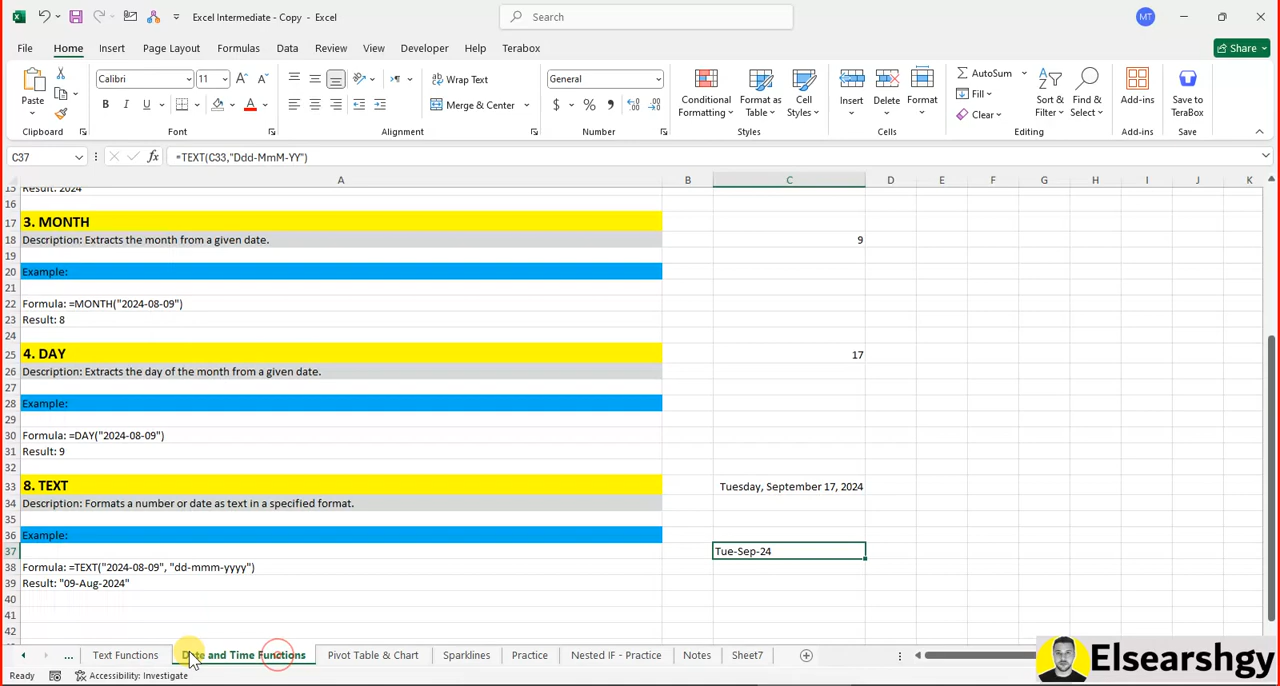 Excel Intermediate - Copy - Excel
Search
MT
File Home Insert Page Layout Formulas Data Review View Developer Help Terabox
Share
Paste
Calibri 11
B I U
Wrap Text
Merge & Center
General
$ %
Conditional Formatting
Format as Table
Cell Styles
Insert Delete Format
AutoSum
Fill
Clear
Sort & Filter
Find & Select
Add-ins
Save to TeraBox
Clipboard Font Alignment Number Styles Cells Editing Add-ins Save
C37 fx =TEXT(C33,"Ddd-MmM-YY")
A B C D E F G H I J K
15 Result: 2024
16
17 3. MONTH
18 Description: Extracts the month from a given date. 9
19
20 Example:
21
22 Formula: =MONTH("2024-08-09")
23 Result: 8
24
25 4. DAY 17
26 Description: Extracts the day of the month from a given date.
27
28 Example:
29
30 Formula: =DAY("2024-08-09")
31 Result: 9
32
33 8. TEXT Tuesday, September 17, 2024
34 Description: Formats a number or date as text in a specified format.
35
36 Example:
37 Tue-Sep-24
38 Formula: =TEXT("2024-08-09", "dd-mmm-yyyy")
39 Result: "09-Aug-2024"
40
41
42
... Text Functions Date and Time Functions Pivot Table & Chart Sparklines Practice Nested IF - Practice Notes Sheet7
Ready Accessibility: Investigate
Elsearshgy